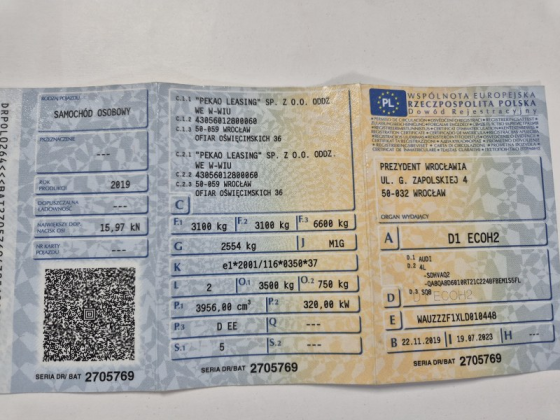 DRPOLD264<<<BAT2705769
RODZAJ POJAZDU
SAMOCHÓD OSOBOWY
PRZEZNACZENIE
---
ROK PRODUKCJI
2019
DOPUSZCZALNA ŁADOWNOŚĆ
---
NAJWIĘKSZY DOP. NACISK OSI
15,97 kN
NR KARTY POJAZDU
---
SERIA DR/BAT 2705769
C.1.1 "PEKAO LEASING" SP. Z O.O. ODDZ.
WE W-WIU
C.1.2 43056012800060
C.1.3 50-059 WROCŁAW
OFIAR OŚWIĘCIMSKICH 36
C.2.1 "PEKAO LEASING" SP. Z O.O. ODDZ.
WE W-WIU
C.2.2 43056012800060
C.2.3 50-059 WROCŁAW
OFIAR OŚWIĘCIMSKICH 36
C
F.1 3100 kg F.2 3100 kg F.3 6600 kg
G 2554 kg J M1G
K e1*2001/116*0350*37
L 2 O.1 3500 kg O.2 750 kg
P.1 3956,00 cm³ P.2 320,00 kW
P.3 D EE Q ---
S.1 5 S.2 ---
SERIA DR/BAT 2705769
PL
WSPÓLNOTA EUROPEJSKA
RZECZPOSPOLITA POLSKA
Dowód Rejestracyjny
PREZYDENT WROCŁAWIA
UL. G. ZAPOLSKIEJ 4
50-032 WROCŁAW
ORGAN WYDAJĄCY
A D1 ECOH2
D.1 AUDI
D.2 4L
D
D.3 SQ8
E WAUZZZF1XLD010448
B 22.11.2019 I 19.07.2023 H ---
SERIA DR/BAT 2705769